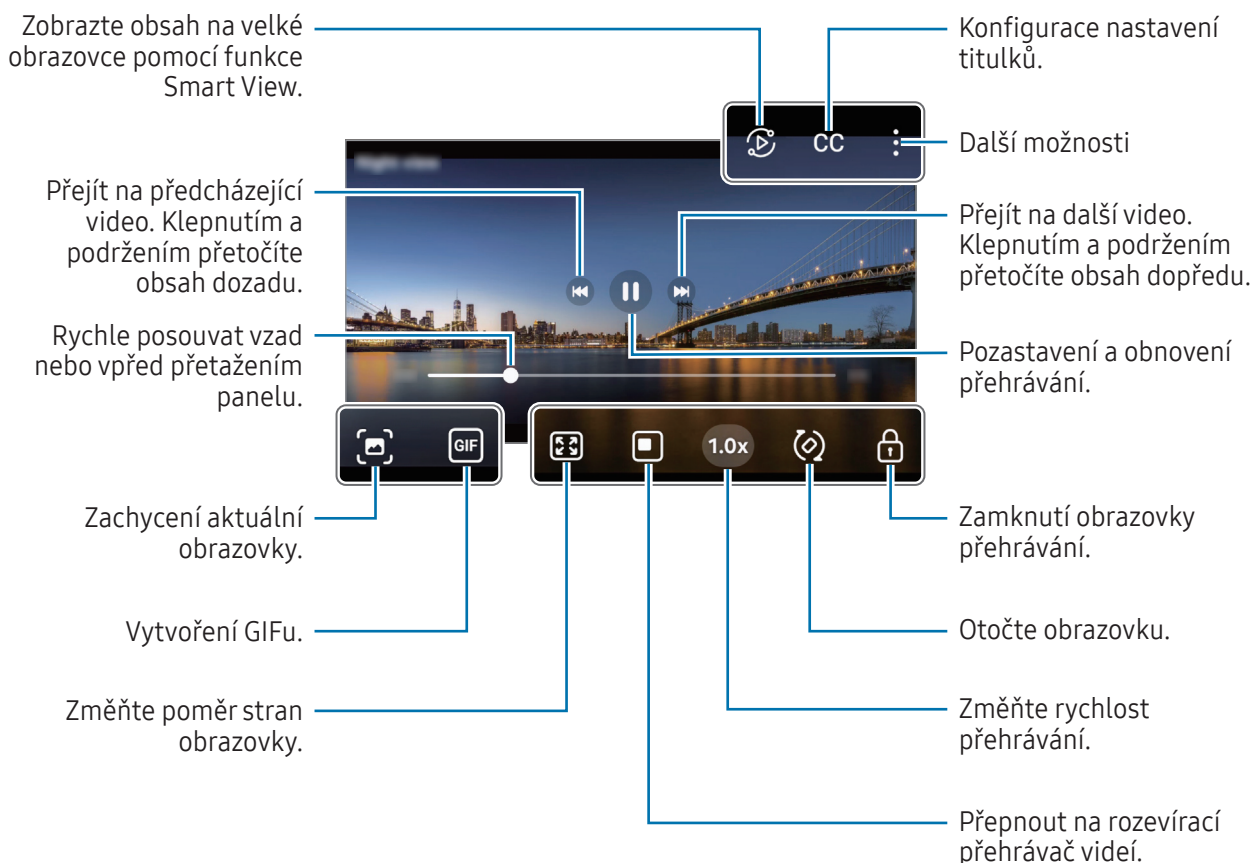 Zobrazte obsah na velké
obrazovce pomocí funkce
Smart View.
Konfigurace nastavení
titulků.
CC
Další možnosti
Přejít na předcházející
video. Klepnutím a
podržením přetočíte
obsah dozadu.
Přejít na další video.
Klepnutím a podržením
přetočíte obsah dopředu.
Rychle posouvat vzad
nebo vpřed přetažením
panelu.
Pozastavení a obnovení
přehrávání.
GIF
1.0x
Zachycení aktuální
obrazovky.
Zamknutí obrazovky
přehrávání.
Vytvoření GIFu.
Otočte obrazovku.
Změňte poměr stran
obrazovky.
Změňte rychlost
přehrávání.
Přepnout na rozevírací
přehrávač videí.